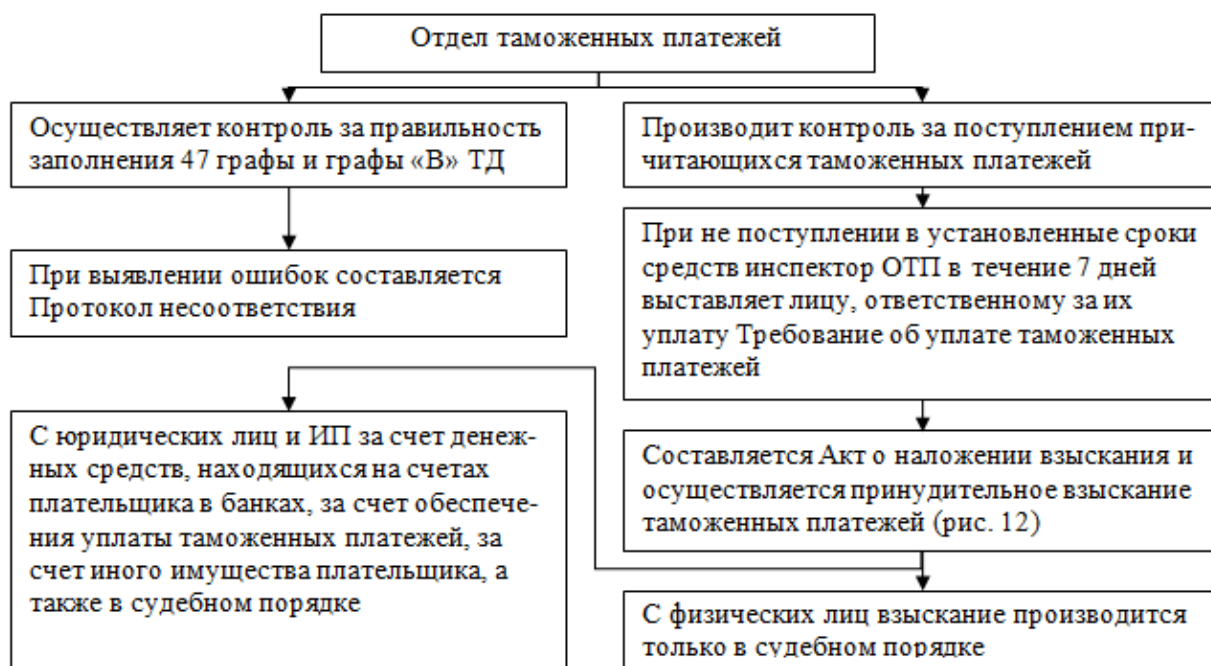 Отдел таможенных платежей
Осуществляет контроль за правильность
заполнения 47 графы и графы «В» ТД
Производит контроль за поступлением при-
читающихся таможенных платежей
При выявлении ошибок составляется
Протокол несоответствия
При не поступлении в установленные сроки
средств инспектор ОТП в течение 7 дней
выставляет лицу, ответственному за их
уплату Требование об уплате таможенных
платежей
С юридических лиц и ИП за счет денеж-
ных средств, находящихся на счетах
плательщика в банках, за счет обеспече-
ния уплаты таможенных платежей, за
счет иного имущества плательщика, а
также в судебном порядке
Составляется Акт о наложении взыскания и
осуществляется принудительное взыскание
таможенных платежей (рис. 12)
С физических лиц взыскание производится
только в судебном порядке